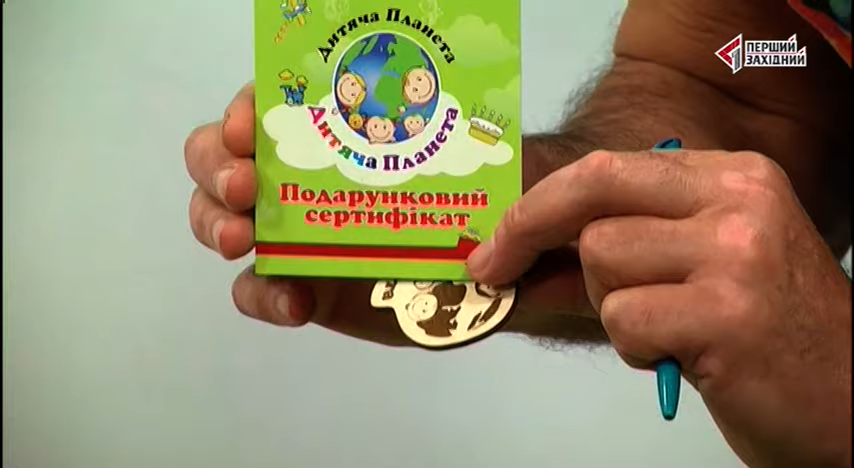 Дитяча Планета
ПЕРШИЙ
ЗАХІДНИЙ
Дитяча Планета
Подарунковий
сертифікат